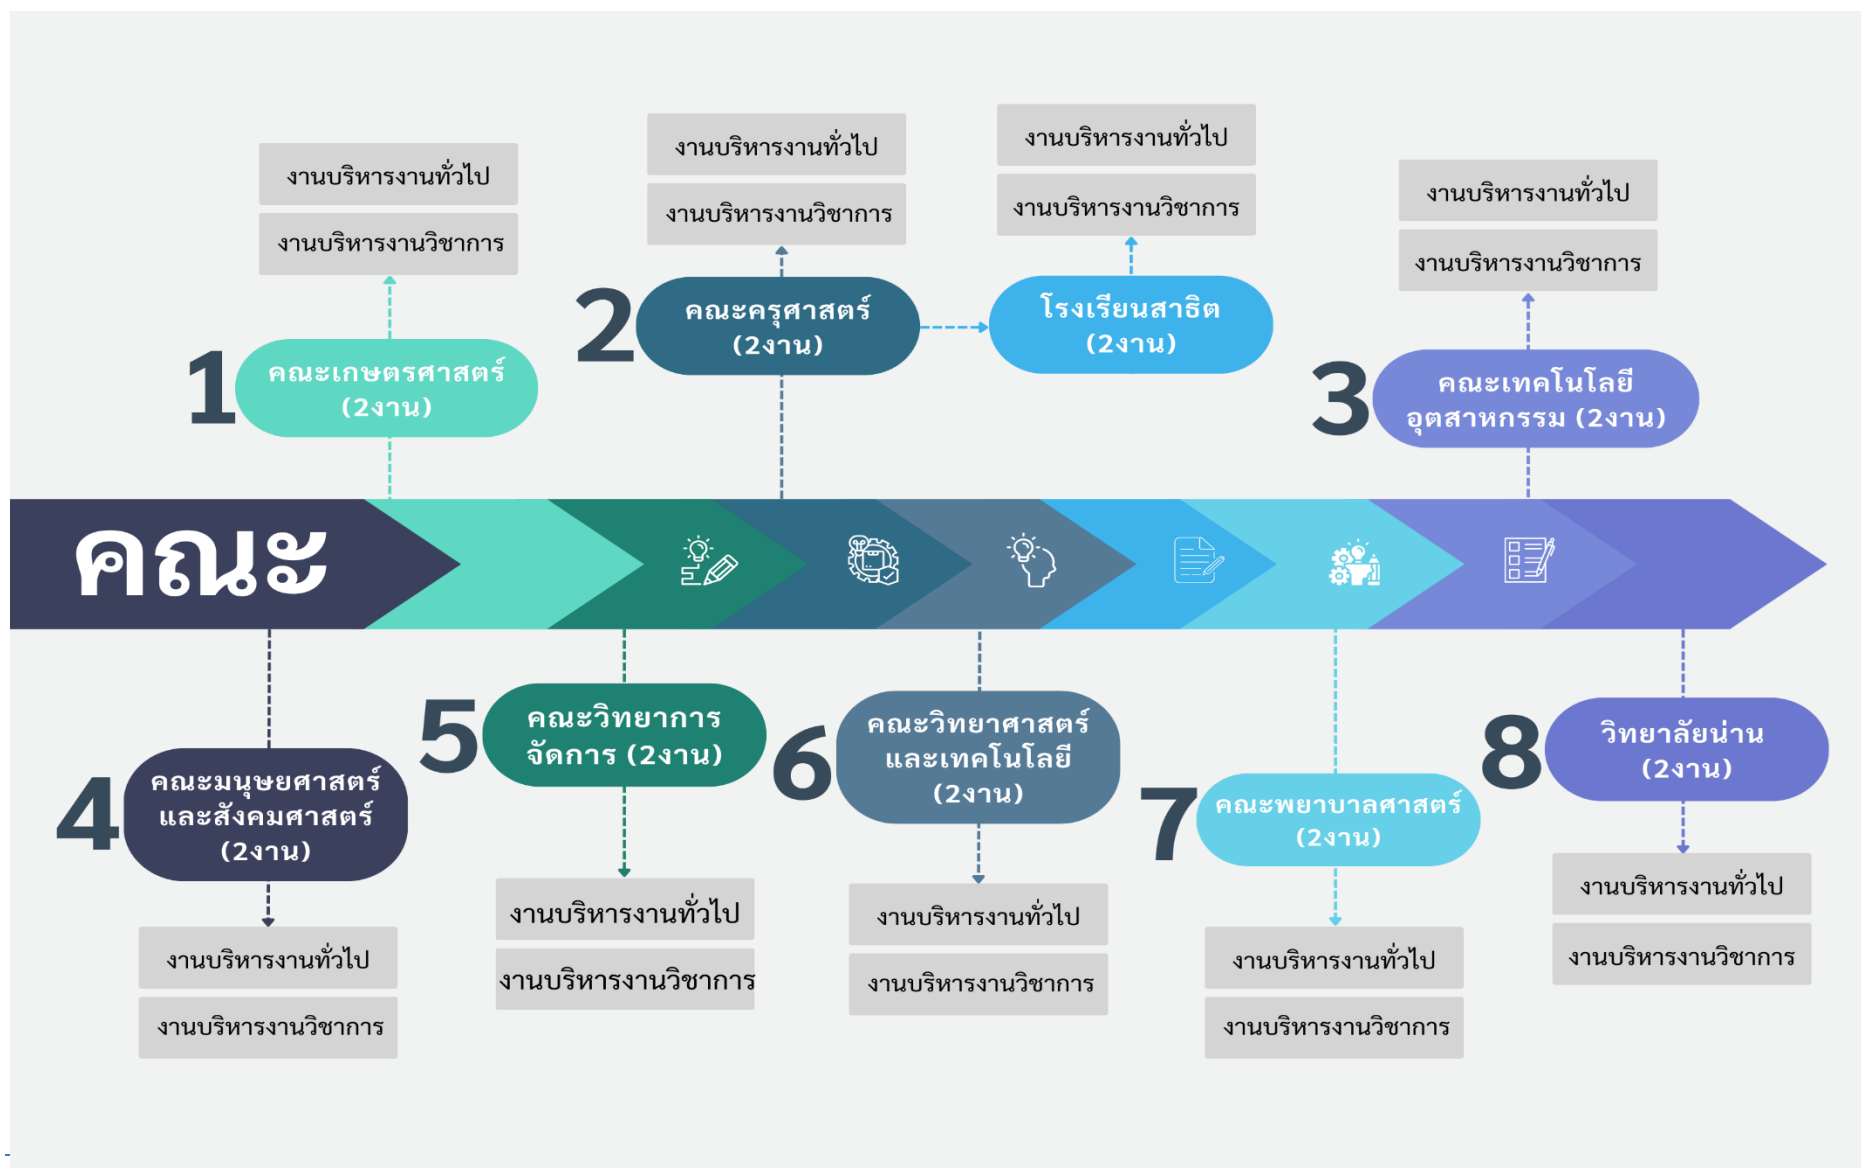 งานบริหารงานทั่วไป
งานบริหารงานวิชาการ
1
คณะเกษตรศาสตร์
(2งาน)
งานบริหารงานทั่วไป
งานบริหารงานวิชาการ
2
คณะครุศาสตร์
(2งาน)
งานบริหารงานทั่วไป
งานบริหารงานวิชาการ
โรงเรียนสาธิต
(2งาน)
งานบริหารงานทั่วไป
งานบริหารงานวิชาการ
3
คณะเทคโนโลยี
อุตสาหกรรม (2งาน)
คณะ
4
คณะมนุษยศาสตร์
และสังคมศาสตร์
(2งาน)
งานบริหารงานทั่วไป
งานบริหารงานวิชาการ
5
คณะวิทยาการ
จัดการ (2งาน)
งานบริหารงานทั่วไป
งานบริหารงานวิชาการ
6
คณะวิทยาศาสตร์
และเทคโนโลยี
(2งาน)
งานบริหารงานทั่วไป
งานบริหารงานวิชาการ
7
คณะพยาบาลศาสตร์
(2งาน)
งานบริหารงานทั่วไป
งานบริหารงานวิชาการ
8
วิทยาลัยน่าน
(2งาน)
งานบริหารงานทั่วไป
งานบริหารงานวิชาการ